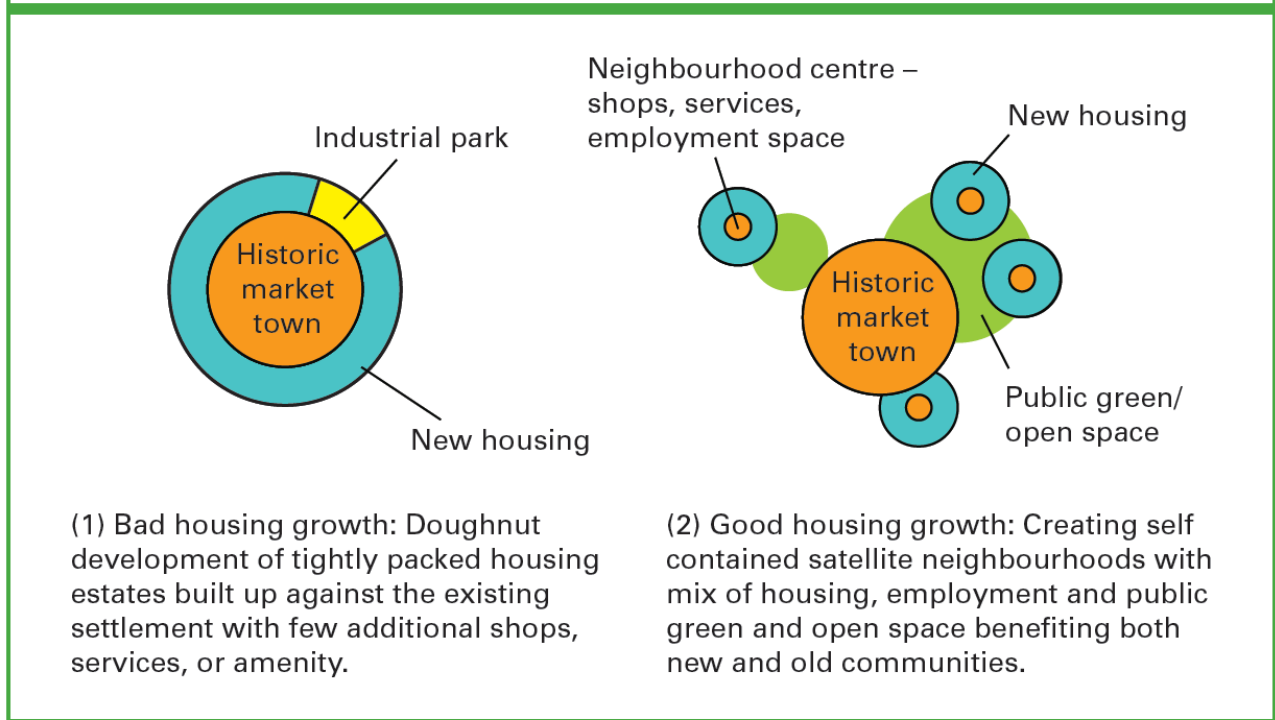 Industrial park
Historic
market
town
New housing
Neighbourhood centre –
shops, services,
employment space
New housing
Historic
market
town
Public green/
open space
(1) Bad housing growth: Doughnut
development of tightly packed housing
estates built up against the existing
settlement with few additional shops,
services, or amenity.
(2) Good housing growth: Creating self
contained satellite neighbourhoods with
mix of housing, employment and public
green and open space benefiting both
new and old communities.